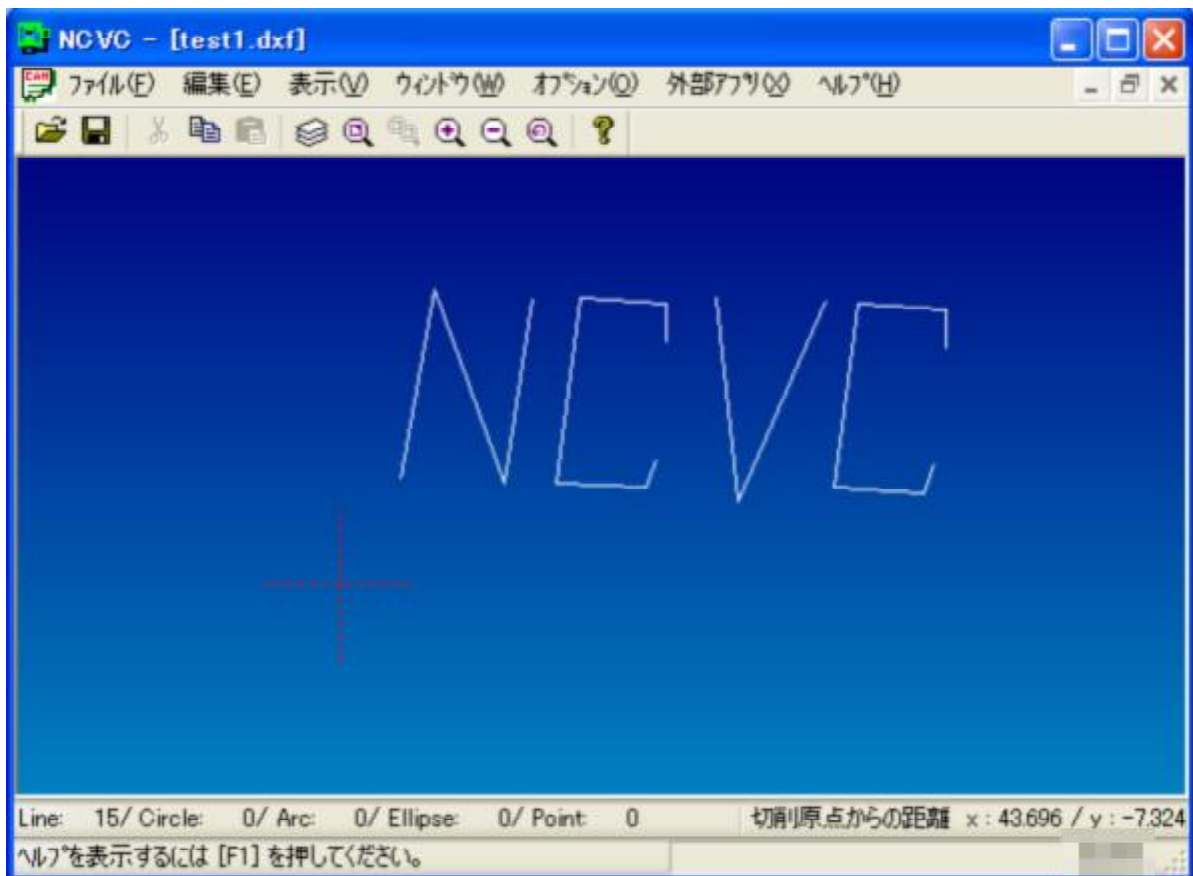 NCVC - [test1.dxf]
CAM ファイル(F) 編集(E) 表示(V) ウィンドウ(W) オプション(O) 外部アプリ(X) ヘルプ(H)
NCVC
Line: 15/ Circle: 0/ Arc: 0/ Ellipse: 0/ Point: 0 切削原点からの距離 x : 43.696 / y : -7.324
ヘルプを表示するには [F1] を押してください。